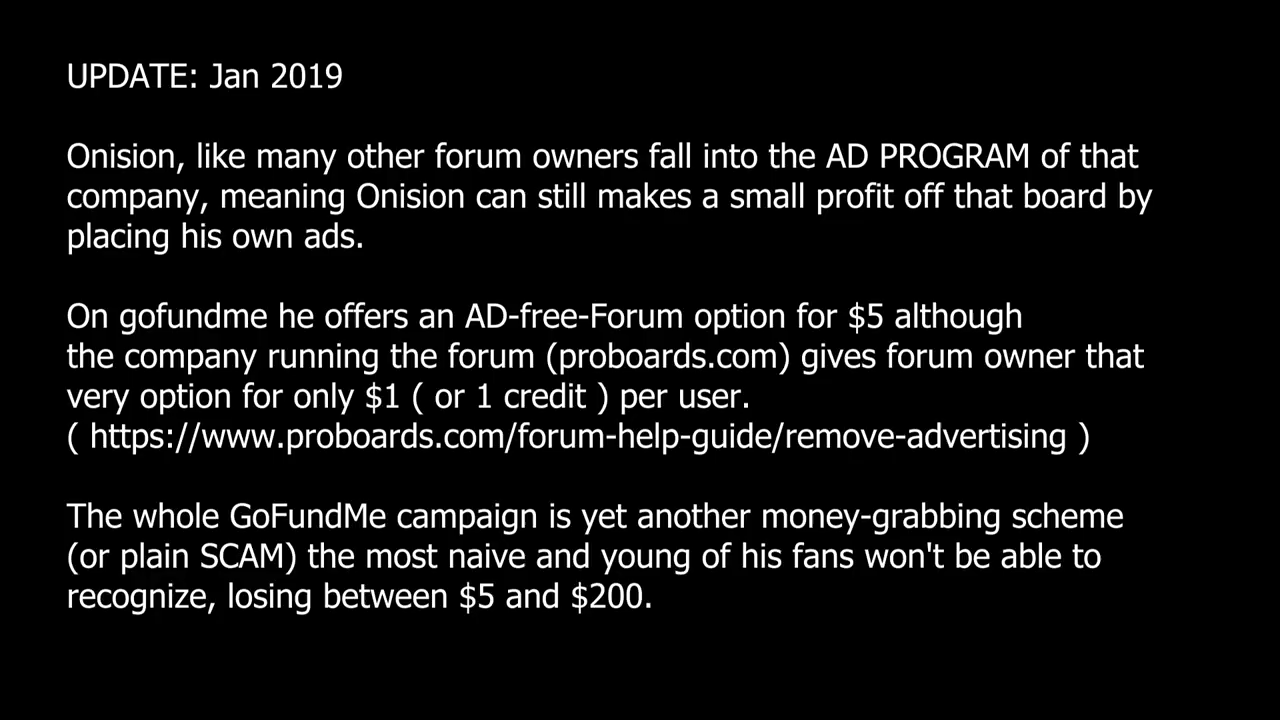 UPDATE: Jan 2019
Onision, like many other forum owners fall into the AD PROGRAM of that
company, meaning Onision can still makes a small profit off that board by
placing his own ads.
On gofundme he offers an AD-free-Forum option for $5 although
the company running the forum (proboards.com) gives forum owner that
very option for only $1 ( or 1 credit ) per user.
( https://www.proboards.com/forum-help-guide/remove-advertising )
The whole GoFundMe campaign is yet another money-grabbing scheme
(or plain SCAM) the most naive and young of his fans won't be able to
recognize, losing between $5 and $200.